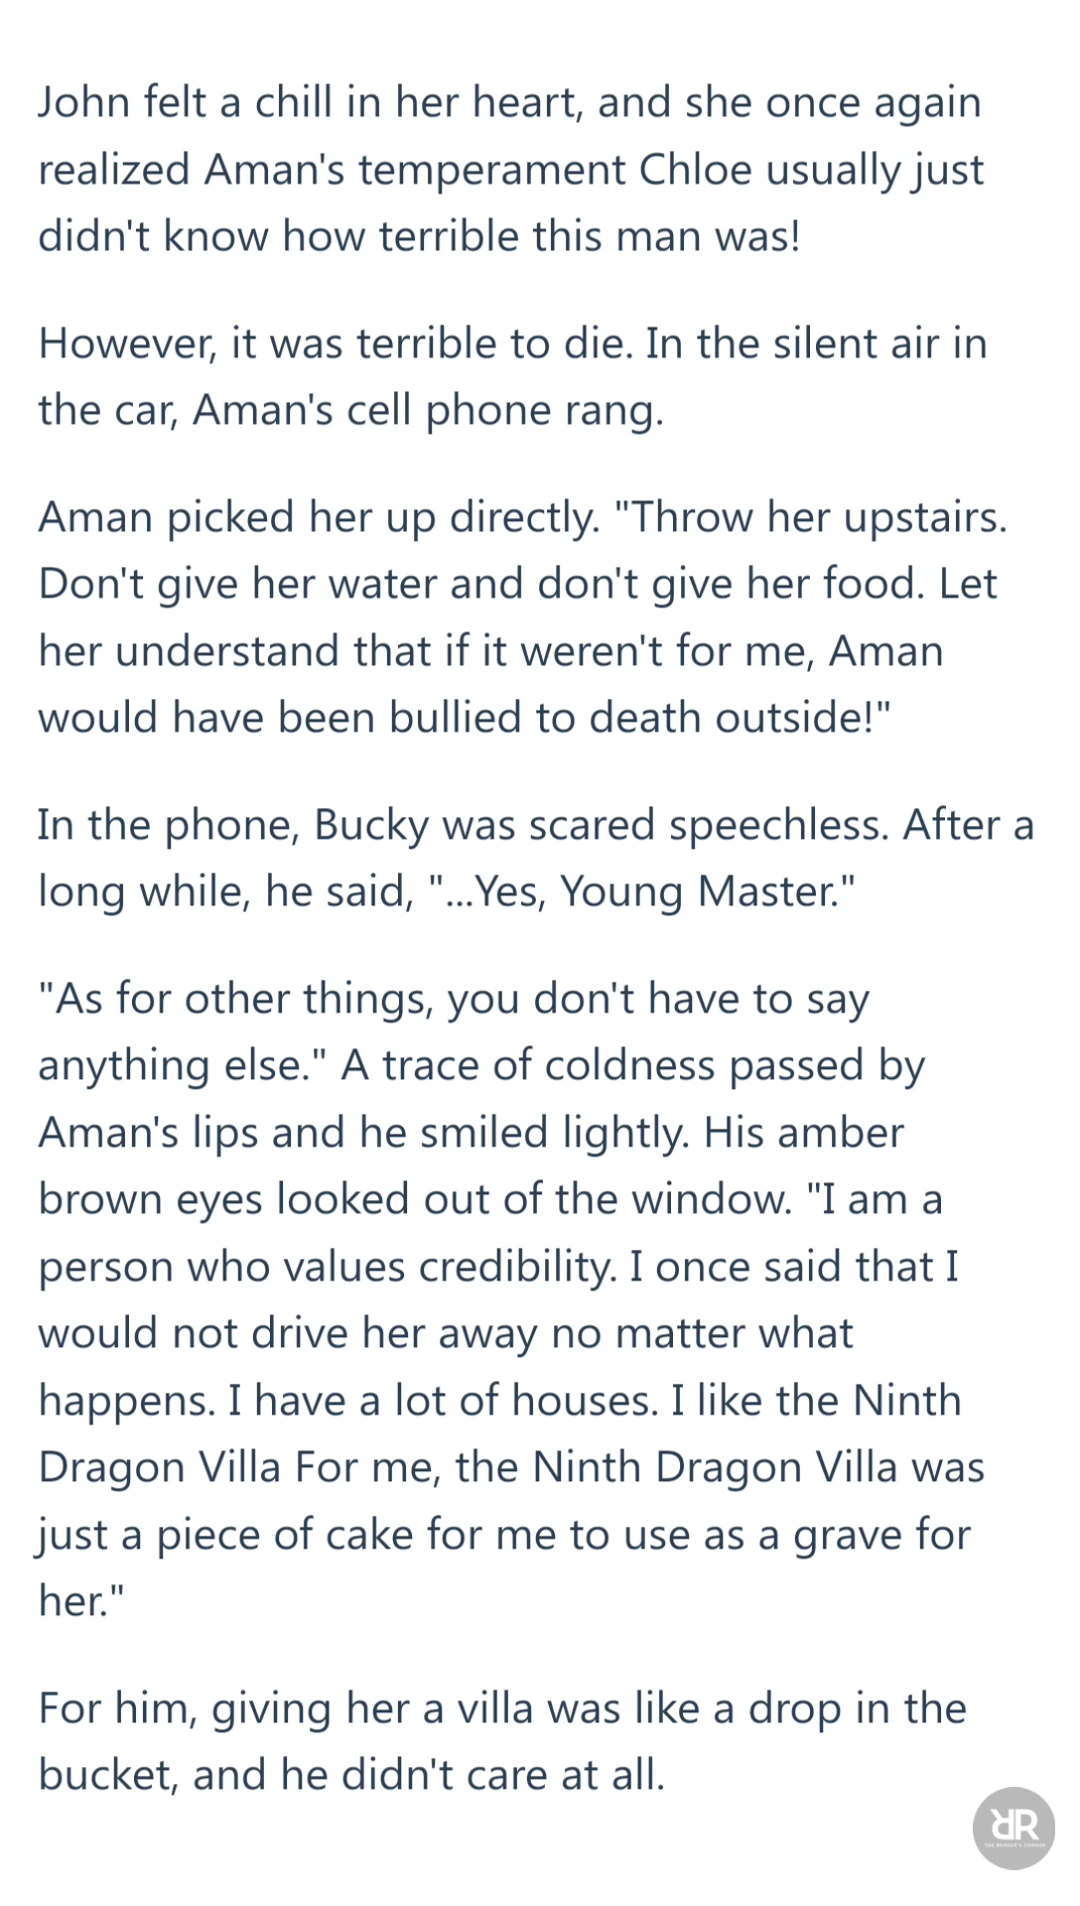 John felt a chill in her heart, and she once again
realized Aman's temperament Chloe usually just
didn't know how terrible this man was!
However, it was terrible to die. In the silent air in
the car, Aman's cell phone rang.
Aman picked her up directly. "Throw her upstairs.
Don't give her water and don't give her food. Let
her understand that if it weren't for me, Aman
would have been bullied to death outside!"
In the phone, Bucky was scared speechless. After a
long while, he said, "...Yes, Young Master."
"As for other things, you don't have to say
anything else." A trace of coldness passed by
Aman's lips and he smiled lightly. His amber
brown eyes looked out of the window. "I am a
person who values credibility. I once said that I
would not drive her away no matter what
happens. I have a lot of houses. I like the Ninth
Dragon Villa For me, the Ninth Dragon Villa was
just a piece of cake for me to use as a grave for
her."
For him, giving her a villa was like a drop in the
bucket, and he didn't care at all.
RR